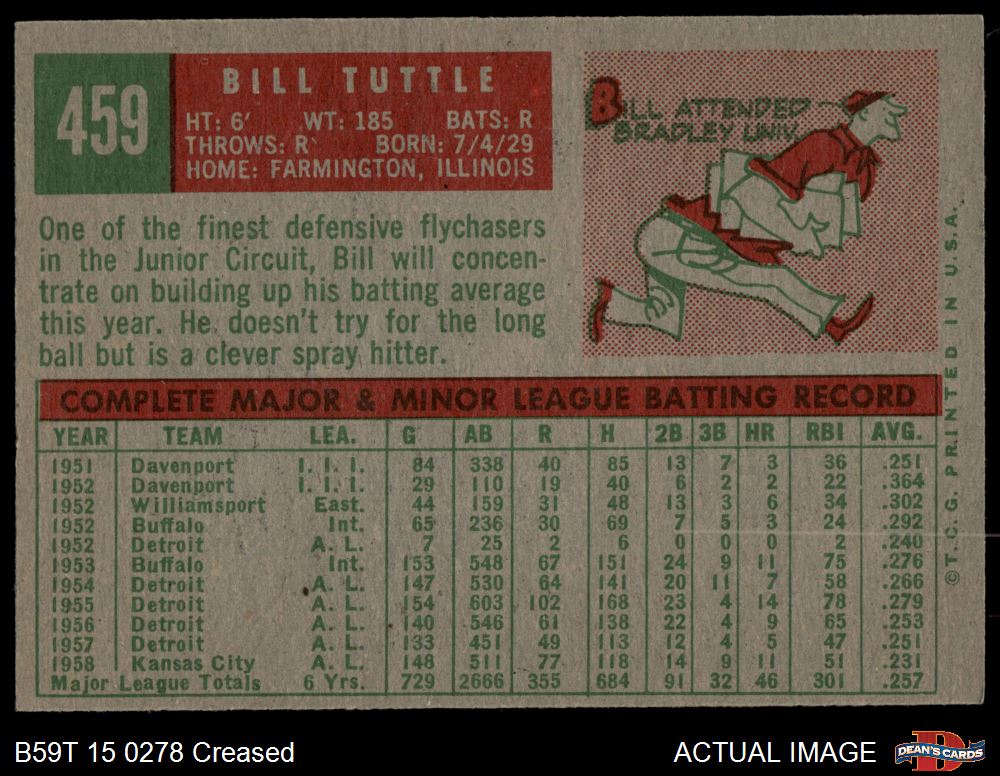 459
BILL TUTTLE
HT: 6' WT: 185 BATS: R
THROWS: R BORN: 7/4/29
HOME: FARMINGTON, ILLINOIS
BILL ATTENDED
BRADLEY UNIV.
One of the finest defensive flychasers
in the Junior Circuit, Bill will concen-
trate on building up his batting average
this year. He doesn't try for the long
ball but is a clever spray hitter.
COMPLETE MAJOR & MINOR LEAGUE BATTING RECORD
YEAR TEAM LEA. G AB R H 2B 3B HR RBI AVG.
1951 Davenport I. I. I. 84 338 40 85 13 7 3 36 .251
1952 Davenport I. I. I. 29 110 19 40 6 2 2 22 .364
1952 Williamsport East. 44 159 31 48 13 3 6 34 .302
1952 Buffalo Int. 65 236 30 69 7 5 3 24 .292
1952 Detroit A. L. 7 25 2 6 0 0 0 2 .240
1953 Buffalo Int. 153 548 67 151 24 9 11 75 .276
1954 Detroit A. L. 147 530 64 141 20 11 7 58 .266
1955 Detroit A. L. 154 603 102 168 23 4 14 78 .279
1956 Detroit A. L. 140 546 61 138 22 4 9 65 .253
1957 Detroit A. L. 133 451 49 113 12 4 5 47 .251
1958 Kansas City A. L. 148 511 77 118 14 9 11 51 .231
Major League Totals 6 Yrs. 729 2666 355 684 91 32 46 301 .257
© T. C. G. PRINTED IN U.S.A.
B59T 15 0278 Creased
ACTUAL IMAGE
DEAN'S CARDS